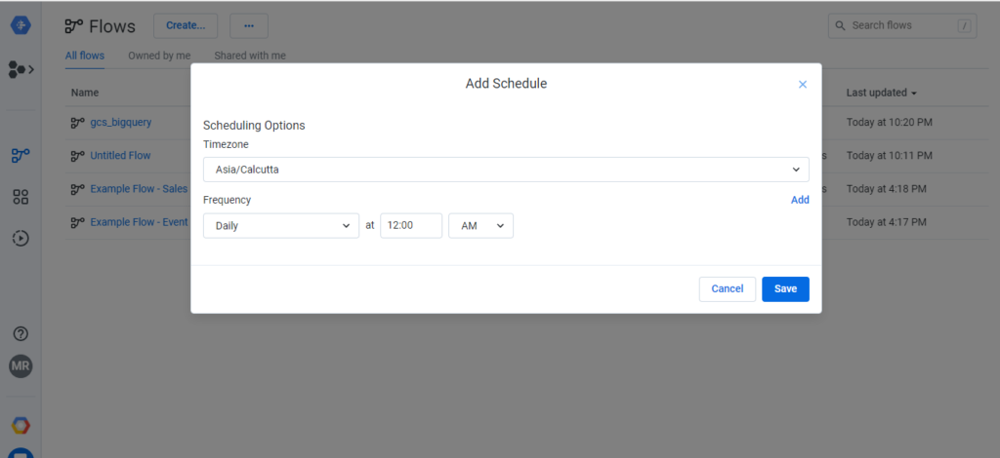 Flows
Create...
...
Search flows /
All flows Owned by me Shared with me
Add Schedule
Name
Last updated
Scheduling Options
gcs_bigquery
Today at 10:20 PM
Timezone
Untitled Flow
s
Today at 10:11 PM
Asia/Calcutta
Example Flow - Sales
s
Today at 4:18 PM
Frequency
Add
Example Flow - Event
Today at 4:17 PM
Daily at 12:00 AM
Cancel Save
MR